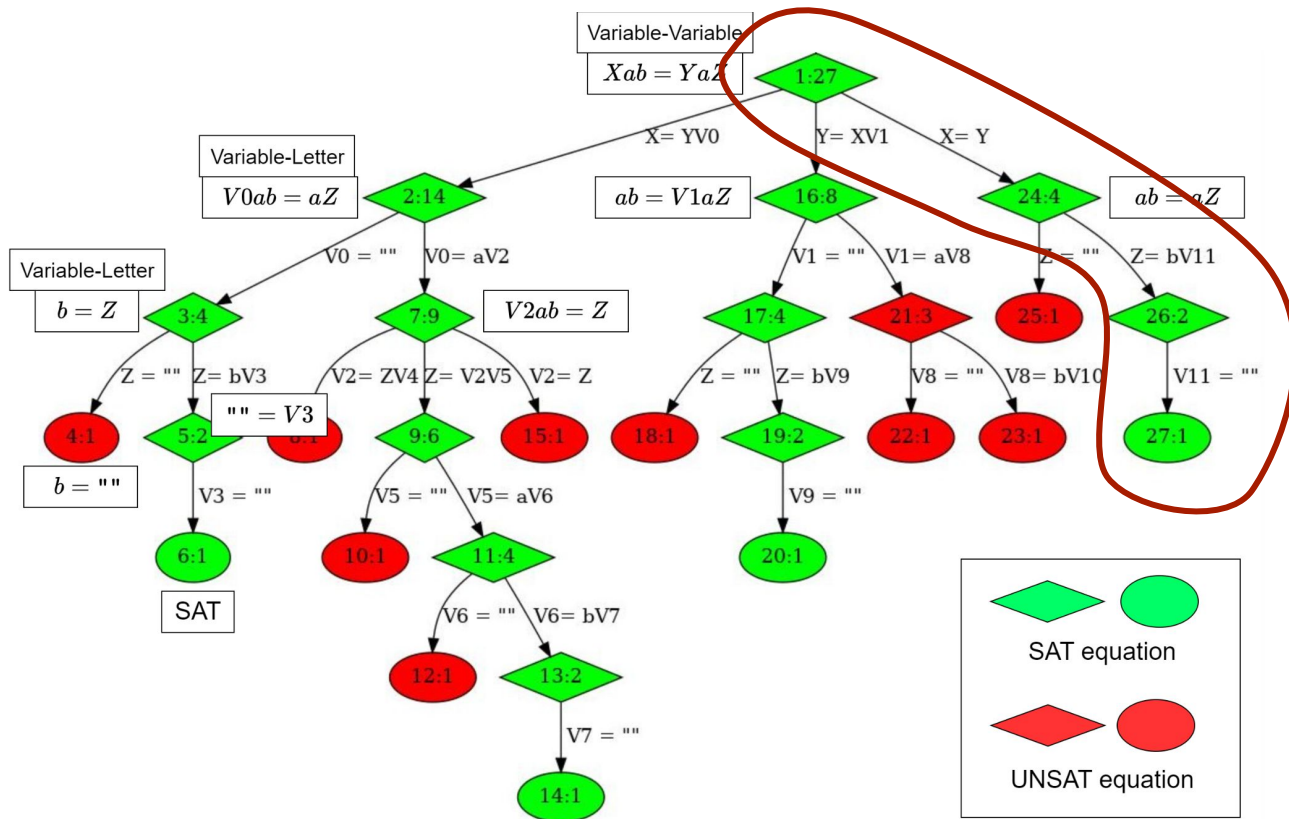 Variable-Variable
Xab = YaZ
1:27
X= YV0
Y= XV1
X= Y
Variable-Letter
V0ab = aZ
2:14
ab = V1aZ
16:8
24:4
ab = aZ
V0 = ""
V0= aV2
V1 = ""
V1= aV8
Z = ""
Z= bV11
Variable-Letter
b = Z
3:4
7:9
V2ab = Z
17:4
21:3
25:1
26:2
Z = ""
Z= bV3
V2= ZV4
Z= V2V5
V2= Z
Z = ""
Z= bV9
V8 = ""
V8= bV10
V11 = ""
4:1
5:2
"" = V3
8:1
9:6
15:1
18:1
19:2
22:1
23:1
27:1
b = ""
V3 = ""
V5 = ""
V5= aV6
V9 = ""
6:1
10:1
11:4
20:1
SAT
V6 = ""
V6= bV7
12:1
13:2
V7 = ""
14:1
SAT equation
UNSAT equation